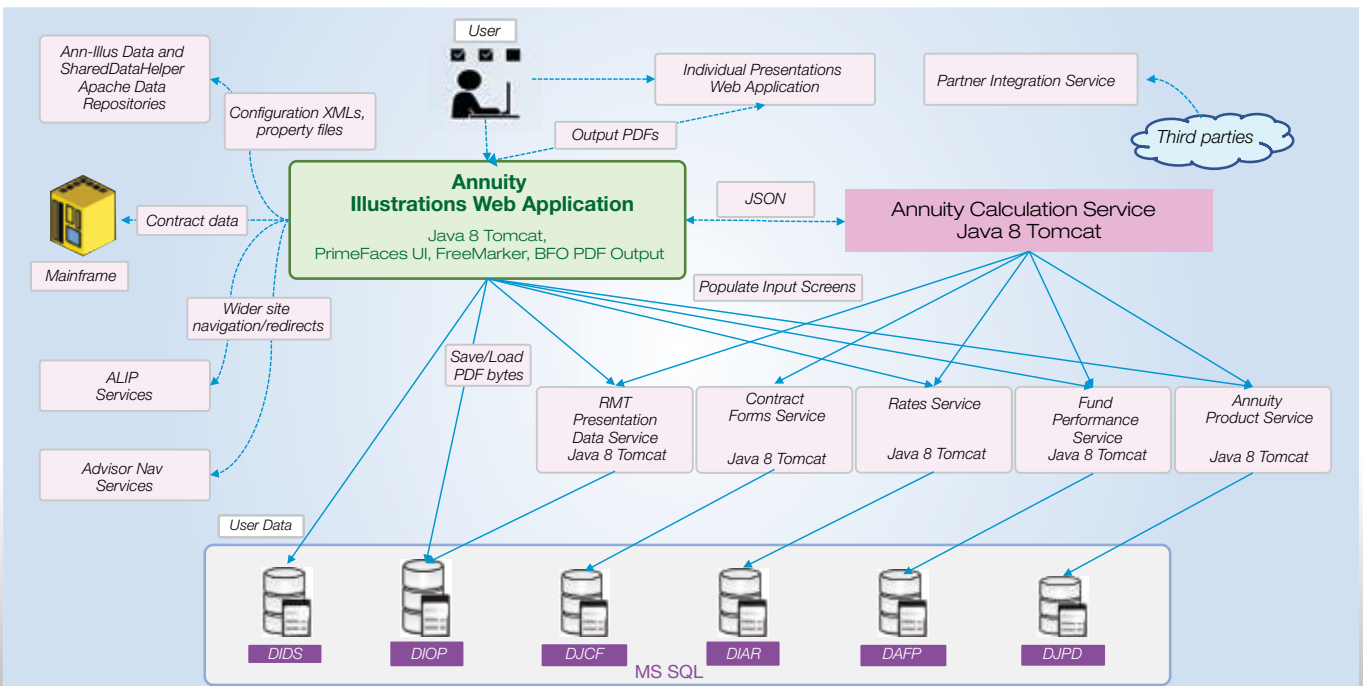 User
Ann-Illus Data and
SharedDataHelper
Apache Data
Repositories
Configuration XMLs,
property files
Individual Presentations
Web Application
Partner Integration Service
Third parties
Output PDFs
Annuity
Illustrations Web Application
Java 8 Tomcat,
PrimeFaces UI, FreeMarker, BFO PDF Output
JSON
Annuity Calculation Service
Java 8 Tomcat
Contract data
Mainframe
Populate Input Screens
Wider site
navigation/redirects
Save/Load
PDF bytes
ALIP
Services
Advisor Nav
Services
RMT
Presentation
Data Service
Java 8 Tomcat
Contract
Forms Service
Java 8 Tomcat
Rates Service
Java 8 Tomcat
Fund
Performance
Service
Java 8 Tomcat
Annuity
Product Service
Java 8 Tomcat
User Data
DIDS
DIOP
DJCF
DIAR
DAFP
DJPD
MS SQL